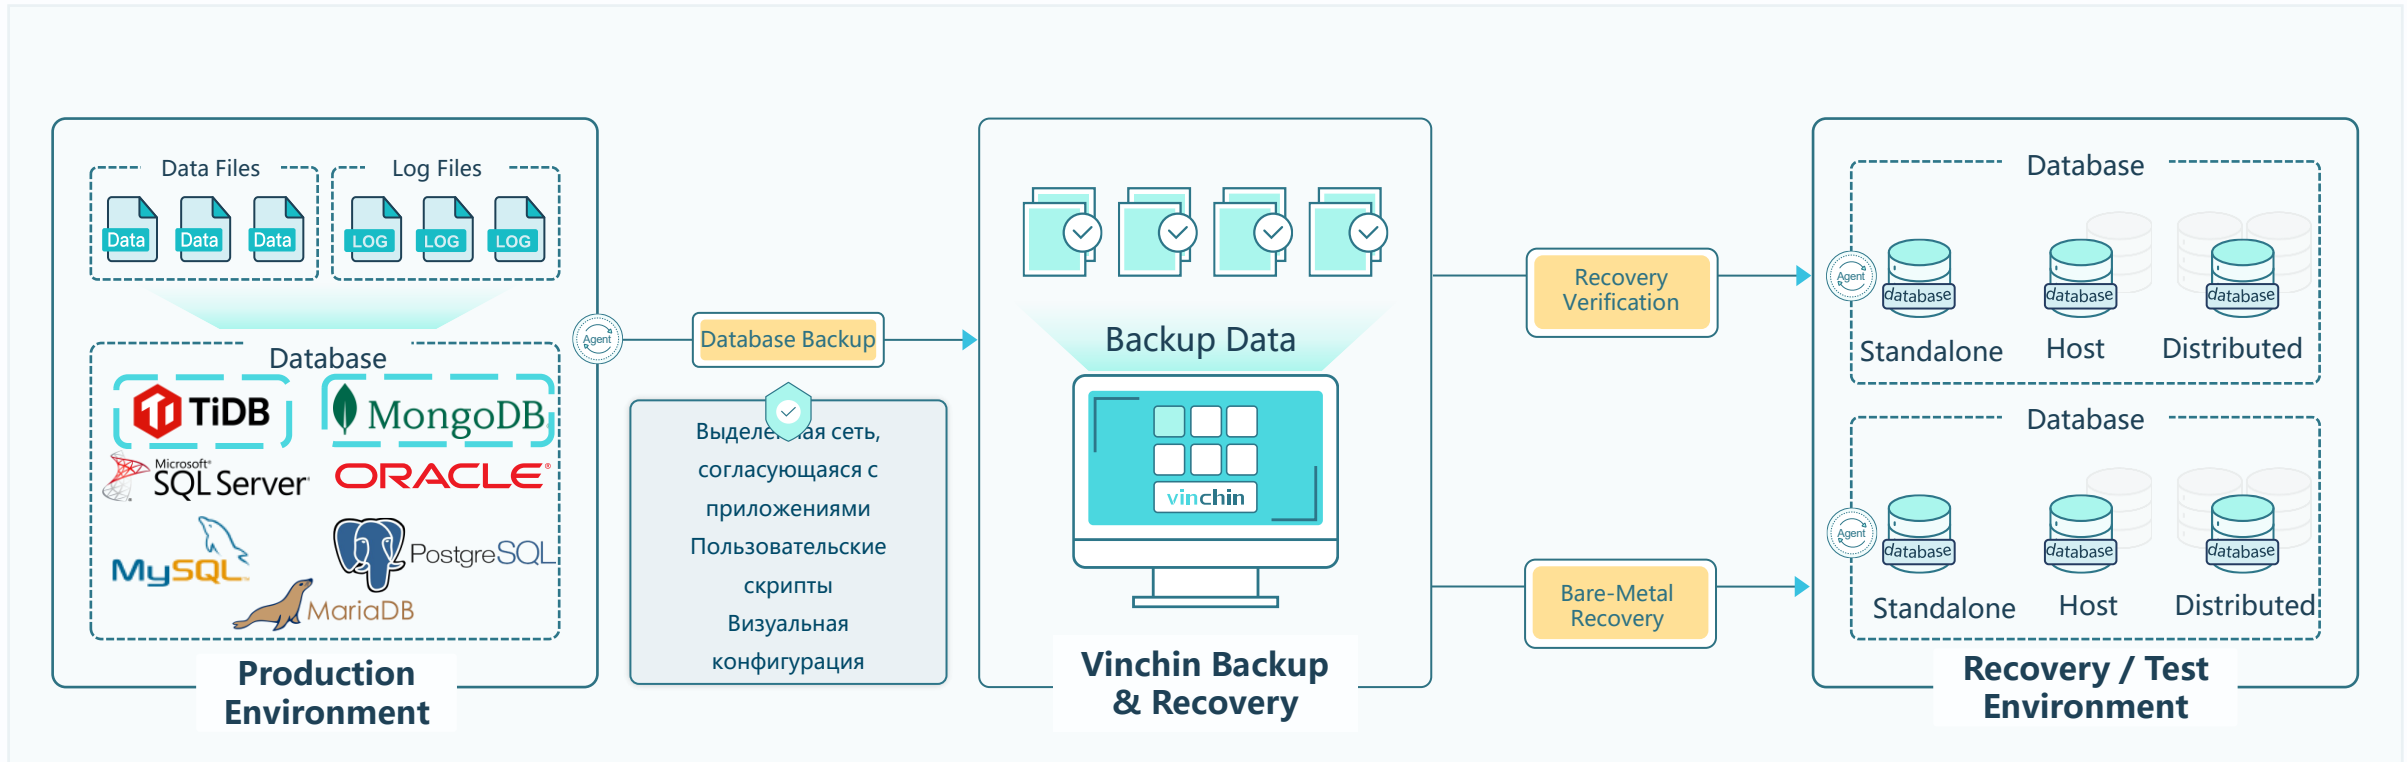 Data Files
Log Files
Data
Data
Data
LOG
LOG
LOG
Database
TiDB
MongoDB
Microsoft®
SQL Server
ORACLE®
MySQL™
PostgreSQL
MariaDB
Production
Environment
Agent
Database Backup
Выделенная сеть,
согласующаяся с
приложениями
Пользовательские
скрипты
Визуальная
конфигурация
Backup Data
vinchin
Vinchin Backup
& Recovery
Recovery
Verification
Bare-Metal
Recovery
Database
Agent
database
database
database
Standalone
Host
Distributed
Database
Agent
database
database
database
Standalone
Host
Distributed
Recovery / Test
Environment